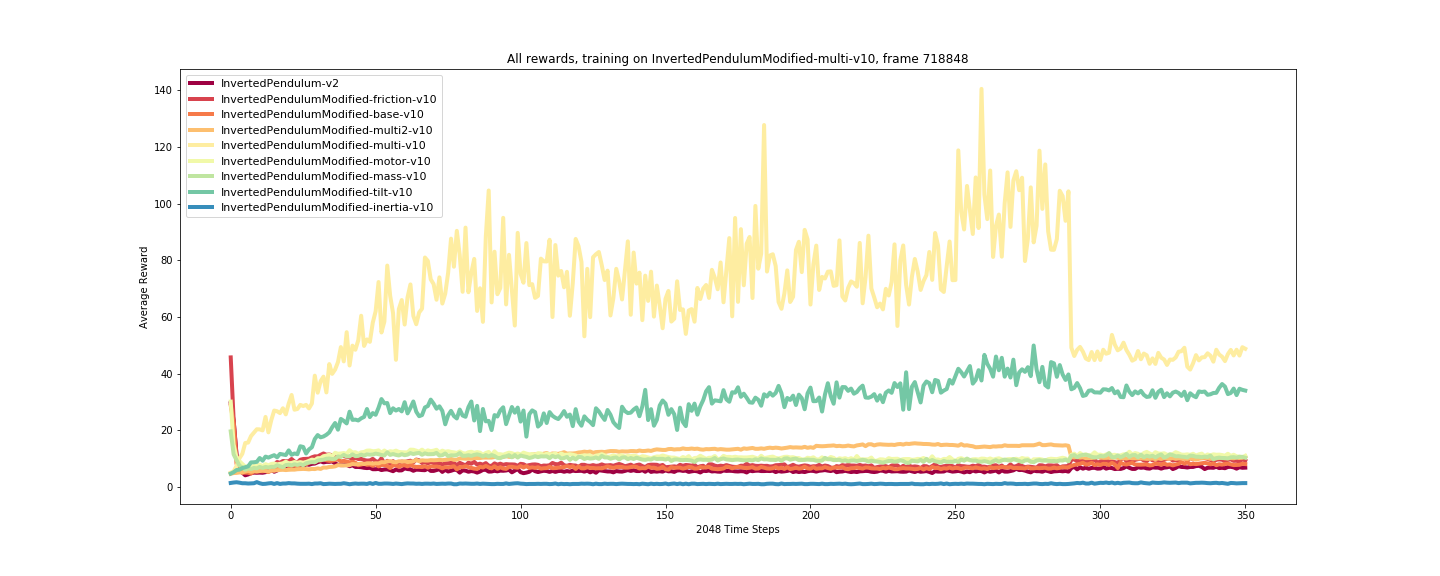 All rewards, training on InvertedPendulumModified-multi-v10, frame 718848
InvertedPendulum-v2
InvertedPendulumModified-friction-v10
InvertedPendulumModified-base-v10
InvertedPendulumModified-multi2-v10
InvertedPendulumModified-multi-v10
InvertedPendulumModified-motor-v10
InvertedPendulumModified-mass-v10
InvertedPendulumModified-tilt-v10
InvertedPendulumModified-inertia-v10
Average Reward
140
120
100
80
60
40
20
0
0 50 100 150 200 250 300 350
2048 Time Steps